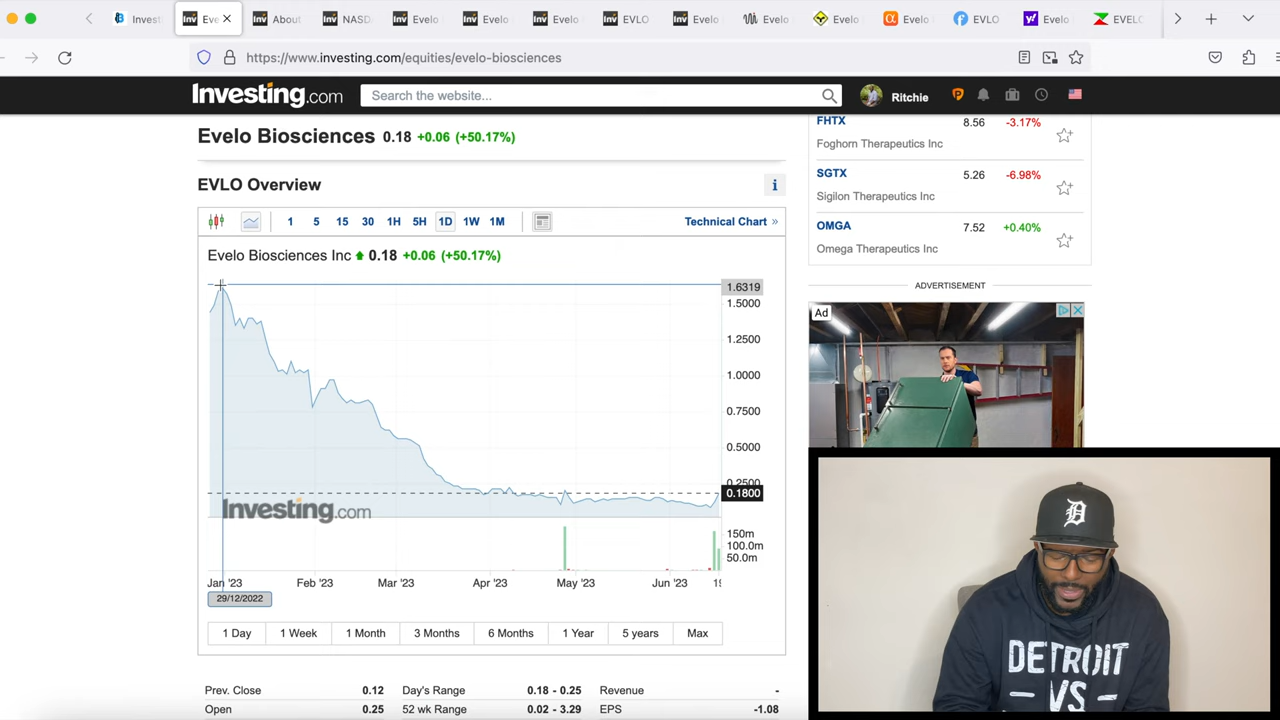 Invest
Eve
About
NASD
Evelo
Evelo
Evelo
EVLO
Evelo
Evelo
Evelo
Evelo
EVLO
Evelo
EVELO
https://www.investing.com/equities/evelo-biosciences
Investing.com
Search the website...
Ritchie
Evelo Biosciences 0.18 +0.06 (+50.17%)
EVLO Overview
1 5 15 30 1H 5H 1D 1W 1M
Technical Chart »
Evelo Biosciences Inc 0.18 +0.06 (+50.17%)
1.6319
1.5000
1.2500
1.0000
0.7500
0.5000
0.2500
0.1800
Investing.com
150m
100.0m
50.0m
Jan '23 Feb '23 Mar '23 Apr '23 May '23 Jun '23 19
29/12/2022
1 Day 1 Week 1 Month 3 Months 6 Months 1 Year 5 years Max
Prev. Close 0.12 Day's Range 0.18 - 0.25 Revenue -
Open 0.25 52 wk Range 0.02 - 3.29 EPS -1.08
FHTX 8.56 -3.17%
Foghorn Therapeutics Inc
SGTX 5.26 -6.98%
Sigilon Therapeutics Inc
OMGA 7.52 +0.40%
Omega Therapeutics Inc
ADVERTISEMENT
Ad
D
DETROIT
VS